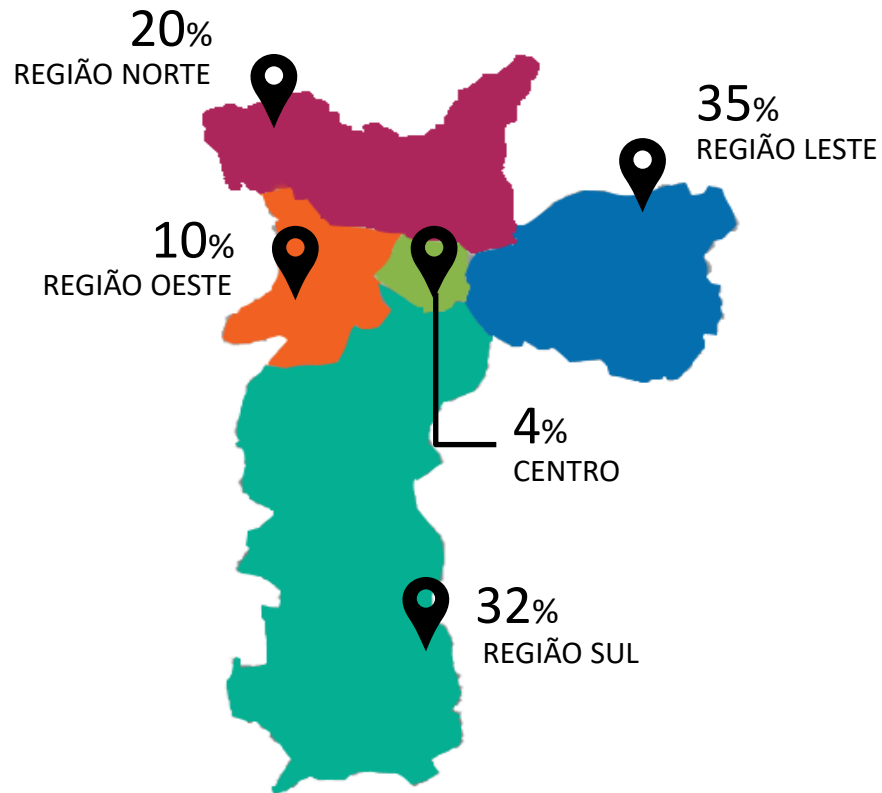 20%
REGIÃO NORTE
35%
REGIÃO LESTE
10%
REGIÃO OESTE
4%
CENTRO
32%
REGIÃO SUL